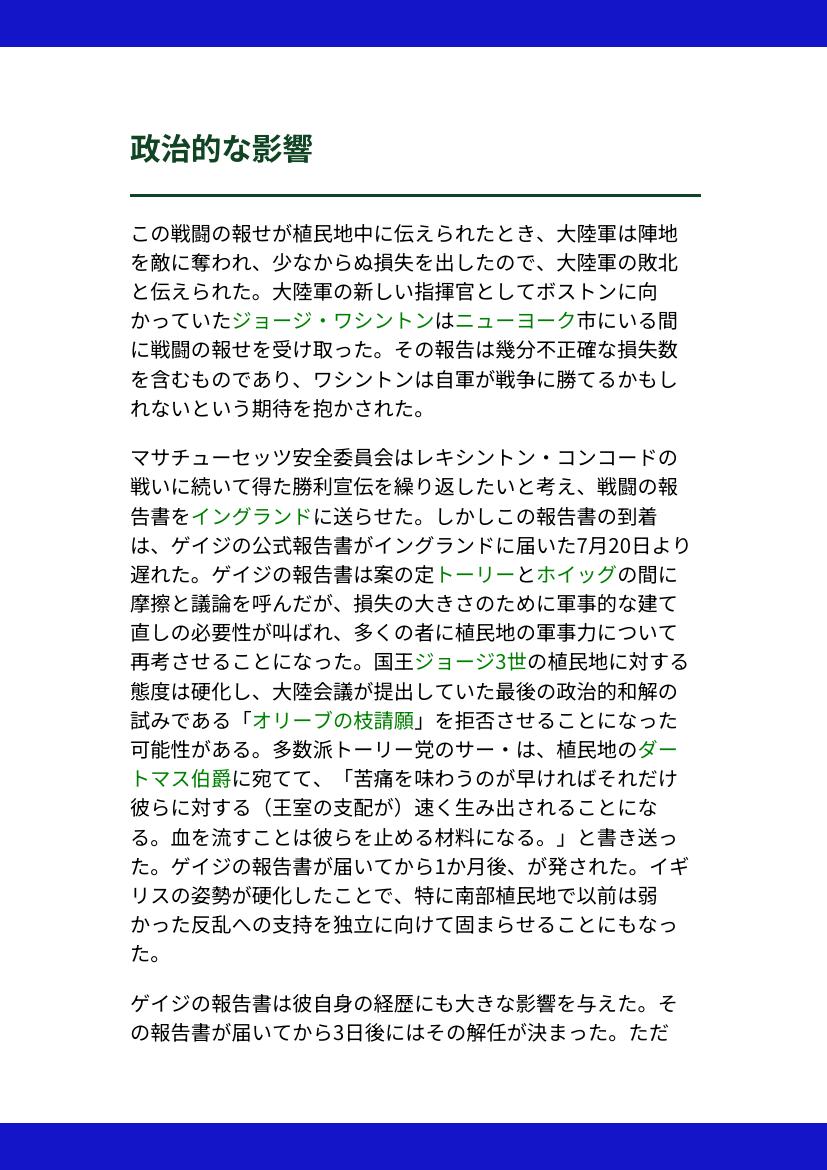 政治的な影響
この戦闘の報せが植民地中に伝えられたとき、大陸軍は陣地
を敵に奪われ、少なからぬ損失を出したので、大陸軍の敗北
と伝えられた。大陸軍の新しい指揮官としてボストンに向
かっていたジョージ・ワシントンはニューヨーク市にいる間
に戦闘の報せを受け取った。その報告は幾分不正確な損失数
を含むものであり、ワシントンは自軍が戦争に勝てるかもし
れないという期待を抱かされた。
マサチューセッツ安全委員会はレキシントン・コンコードの
戦いに続いて得た勝利宣伝を繰り返したいと考え、戦闘の報
告書をイングランドに送らせた。しかしこの報告書の到着
は、ゲイジの公式報告書がイングランドに届いた7月20日より
遅れた。ゲイジの報告書は案の定トーリーとホイッグの間に
摩擦と議論を呼んだが、損失の大きさのために軍事的な建て
直しの必要性が叫ばれ、多くの者に植民地の軍事力について
再考させることになった。国王ジョージ3世の植民地に対する
態度は硬化し、大陸会議が提出していた最後の政治的和解の
試みである「オリーブの枝請願」を拒否させることになった
可能性がある。多数派トーリー党のサー・は、植民地のダー
トマス伯爵に宛てて、「苦痛を味わうのが早ければそれだけ
彼らに対する（王室の支配が）速く生み出されることにな
る。血を流すことは彼らを止める材料になる。」と書き送っ
た。ゲイジの報告書が届いてから1か月後、が発された。イギ
リスの姿勢が硬化したことで、特に南部植民地で以前は弱
かった反乱への支持を独立に向けて固まらせることにもなっ
た。
ゲイジの報告書は彼自身の経歴にも大きな影響を与えた。そ
の報告書が届いてから3日後にはその解任が決まった。ただ